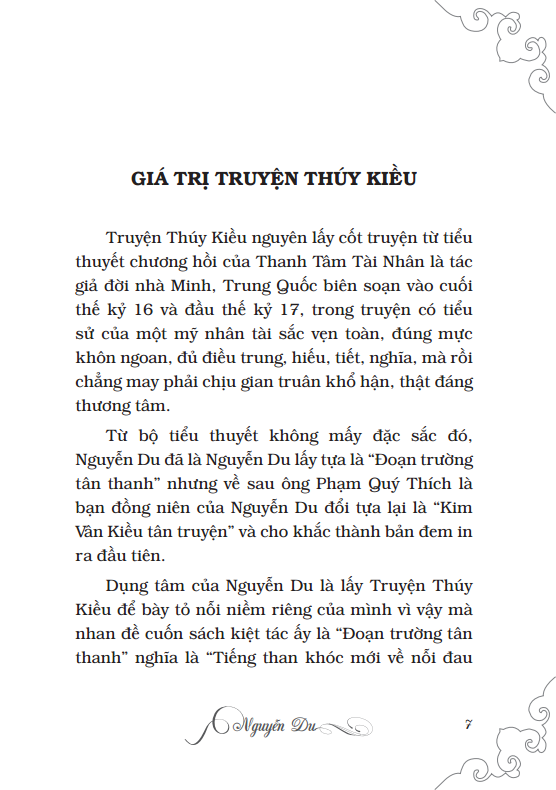 GIÁ TRỊ TRUYỆN THÚY KIỀU
Truyện Thúy Kiều nguyên lấy cốt truyện từ tiểu
thuyết chương hồi của Thanh Tâm Tài Nhân là tác
giả đời nhà Minh, Trung Quốc biên soạn vào cuối
thế kỷ 16 và đầu thế kỷ 17, trong truyện có tiểu
sử của một mỹ nhân tài sắc vẹn toàn, đúng mực
khôn ngoan, đủ điều trung, hiếu, tiết, nghĩa, mà rồi
chẳng may phải chịu gian truân khổ hận, thật đáng
thương tâm.
Từ bộ tiểu thuyết không mấy đặc sắc đó,
Nguyễn Du đã là Nguyễn Du lấy tựa là “Đoạn trường
tân thanh” nhưng về sau ông Phạm Quý Thích là
bạn đồng niên của Nguyễn Du đổi tựa lại là “Kim
Vân Kiều tân truyện” và cho khắc thành bản đem in
ra đầu tiên.
Dụng tâm của Nguyễn Du là lấy Truyện Thúy
Kiều để bày tỏ nỗi niềm riêng của mình vì vậy mà
nhan đề cuốn sách kiệt tác ấy là “Đoạn trường tân
thanh” nghĩa là “Tiếng than khóc mới về nỗi đau
Nguyễn Du
7